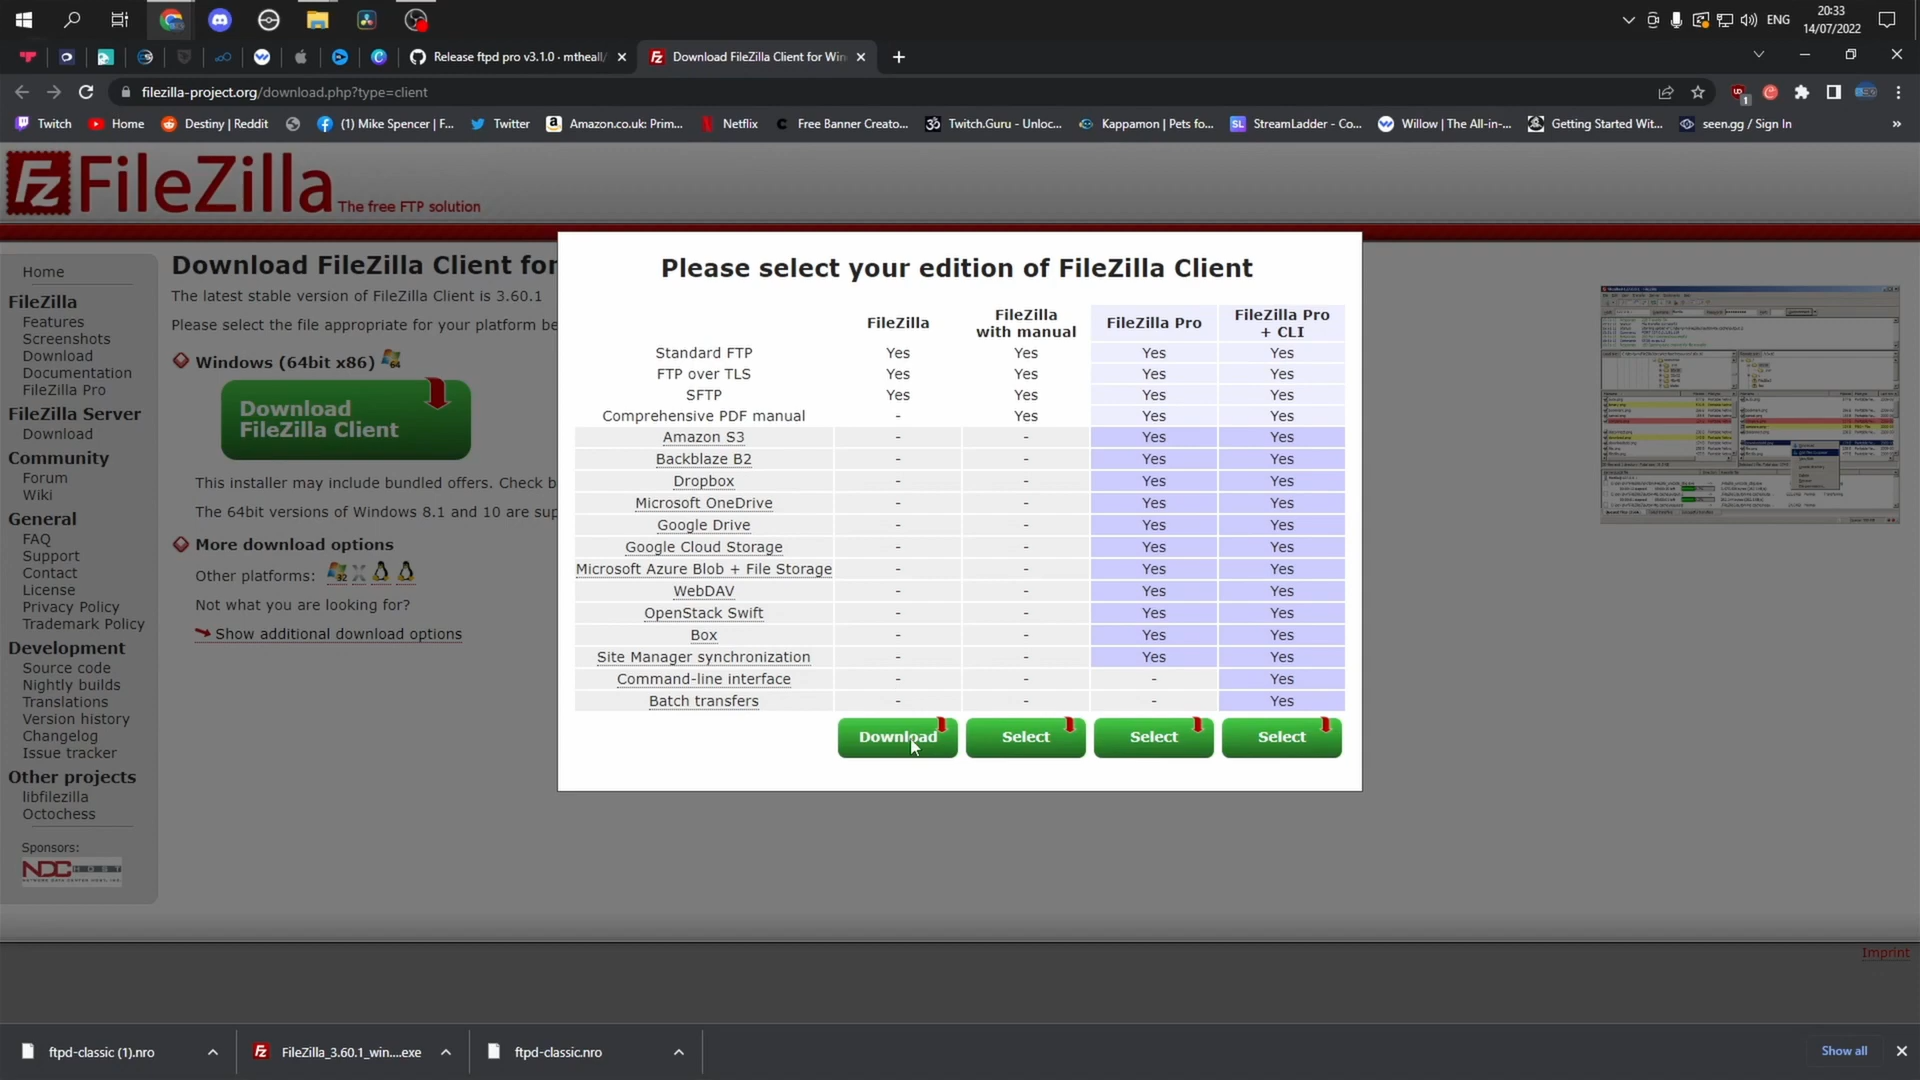 ENG
20:33
14/07/2022
Release ftpd pro v3.1.0 - mtheall/
Download FileZilla Client for Win
filezilla-project.org/download.php?type=client
Twitch
Home
Destiny | Reddit
(1) Mike Spencer | F...
Twitter
Amazon.co.uk: Prim...
Netflix
Free Banner Creato...
Twitch.Guru - Unloc...
Kappamon | Pets fo...
StreamLadder - Co...
Willow | The All-in-...
Getting Started Wit...
seen.gg / Sign In
FileZilla The free FTP solution
Home
FileZilla
Features
Screenshots
Download
Documentation
FileZilla Pro
FileZilla Server
Download
Community
Forum
Wiki
General
FAQ
Support
Contact
License
Privacy Policy
Trademark Policy
Development
Source code
Nightly builds
Translations
Version history
Changelog
Issue tracker
Other projects
libfilezilla
Octochess
Sponsors:
NDC HOST
Download FileZilla Client for
The latest stable version of FileZilla Client is 3.60.1
Please select the file appropriate for your platform be
Windows (64bit x86)
Download
FileZilla Client
This installer may include bundled offers. Check b
The 64bit versions of Windows 8.1 and 10 are sup
More download options
Other platforms:
Not what you are looking for?
Show additional download options
Please select your edition of FileZilla Client
FileZilla FileZilla with manual FileZilla Pro FileZilla Pro + CLI
Standard FTP Yes Yes Yes Yes
FTP over TLS Yes Yes Yes Yes
SFTP Yes Yes Yes Yes
Comprehensive PDF manual - Yes Yes Yes
Amazon S3 - - Yes Yes
Backblaze B2 - - Yes Yes
Dropbox - - Yes Yes
Microsoft OneDrive - - Yes Yes
Google Drive - - Yes Yes
Google Cloud Storage - - Yes Yes
Microsoft Azure Blob + File Storage - - Yes Yes
WebDAV - - Yes Yes
OpenStack Swift - - Yes Yes
Box - - Yes Yes
Site Manager synchronization - - Yes Yes
Command-line interface - - - Yes
Batch transfers - - - Yes
Download Select Select Select
Imprint
ftpd-classic (1).nro
FileZilla_3.60.1_win....exe
ftpd-classic.nro
Show all